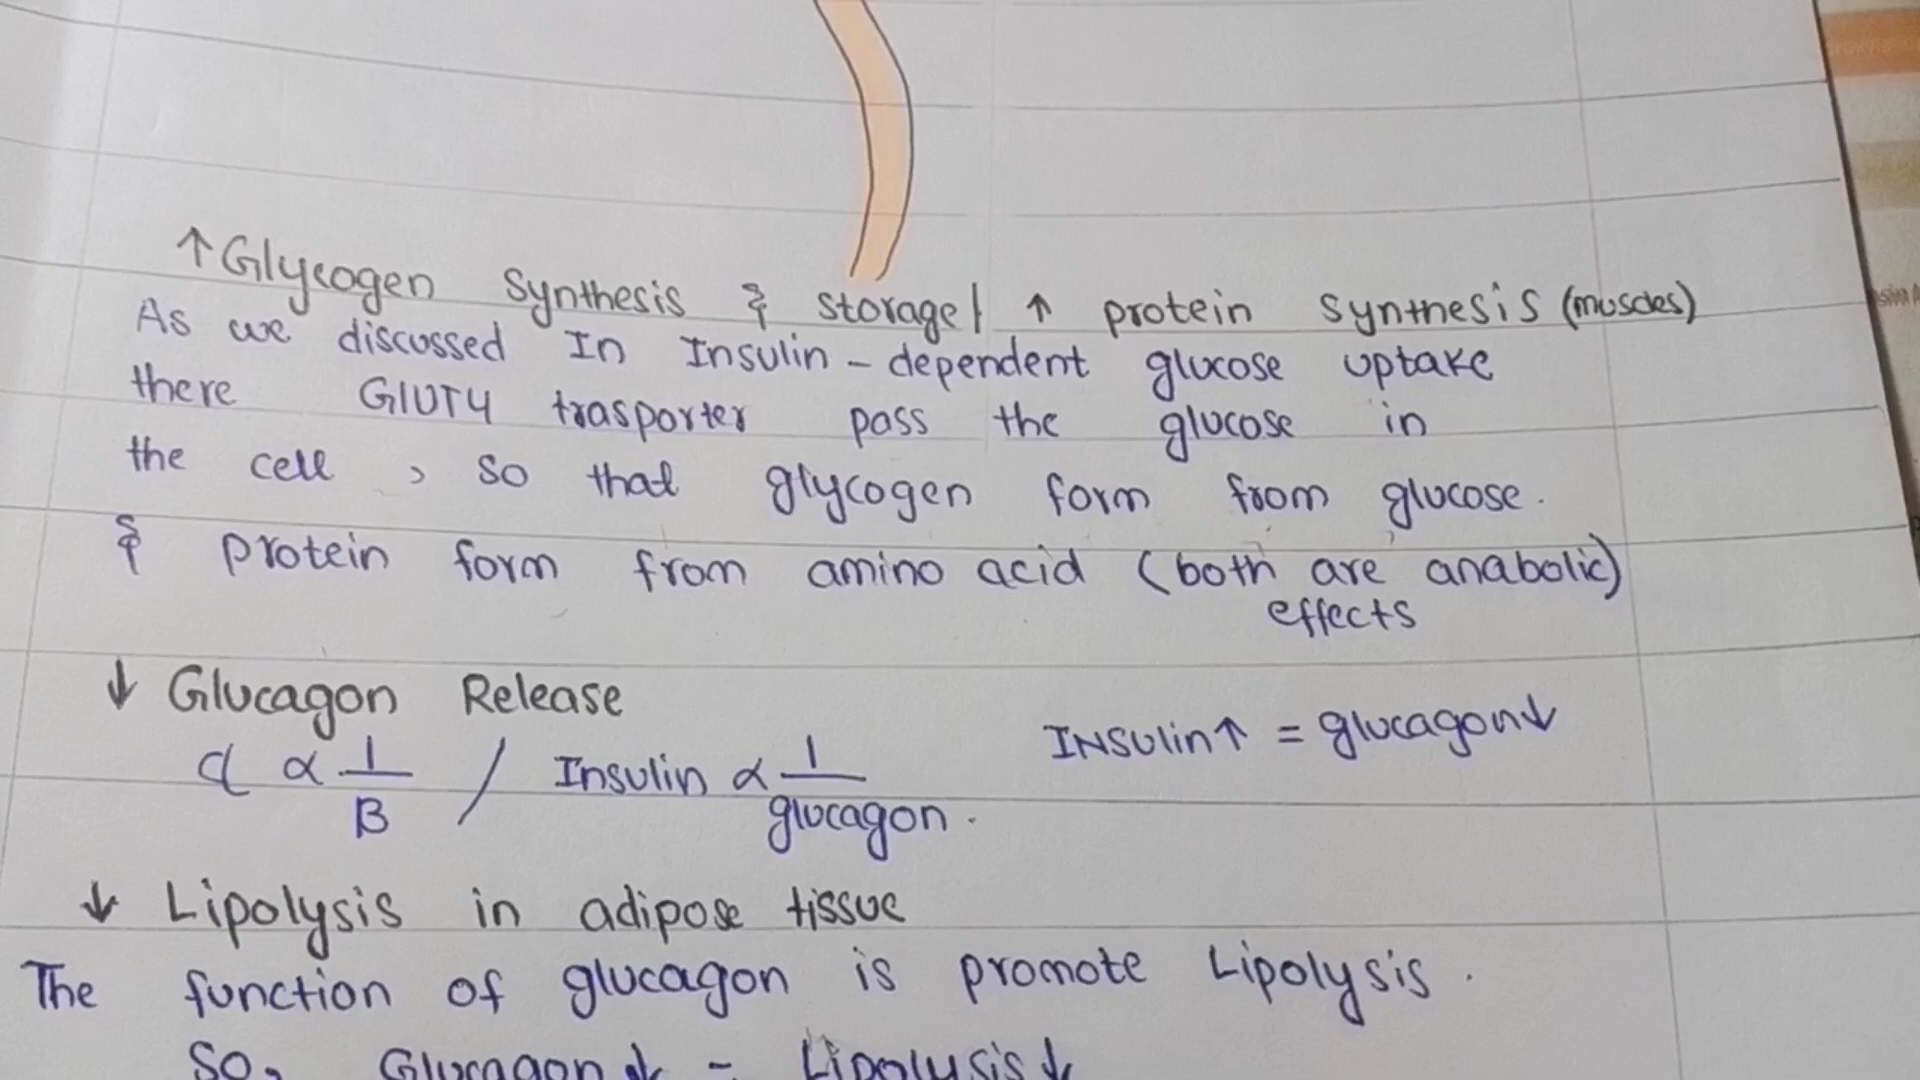 ↑ Glycogen Synthesis & storage | ↑ protein synthesis (muscles)
As we discussed In Insulin-dependent glucose uptake
there GlUT4 trasporter pass the glucose in
the cell, so that glycogen form from glucose.
& protein form from amino acid (both are anabolic)
effects
↓ Glucagon Release
α ∝ 1/B / Insulin ∝ 1/glucagon.
INSulin↑ = glucagon↓
↓ Lipolysis in adipose tissue
The function of glucagon is promote Lipolysis.
So, Glucagon↓ = Lipolysis↓